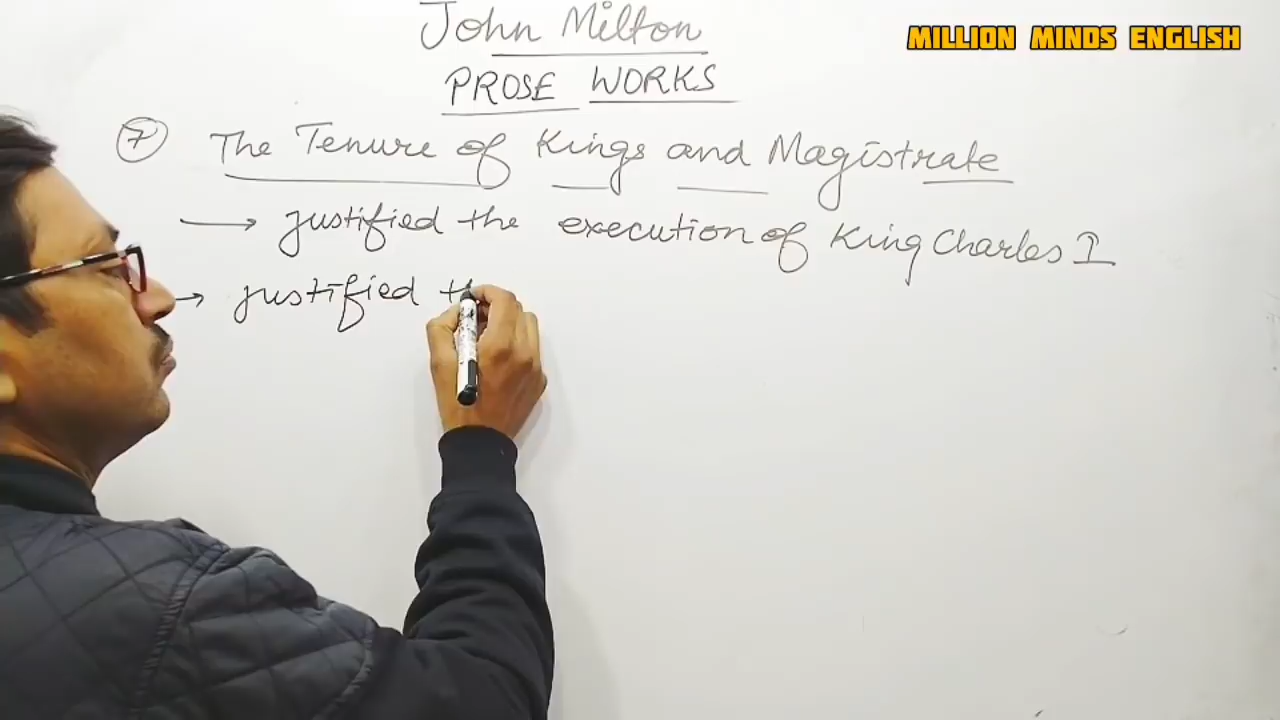 John Milton
MILLION MINDS ENGLISH
PROSE WORKS
7 The Tenure of Kings and Magistrate
→ justified the execution of King Charles I
→ justified th